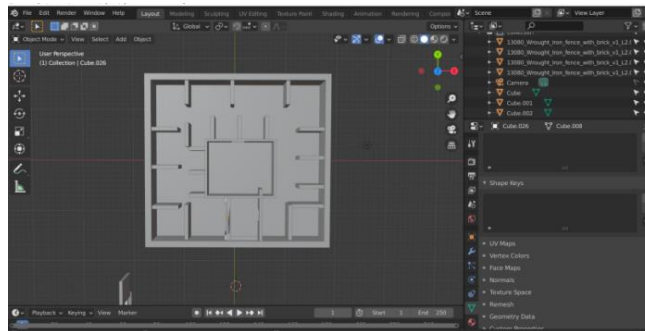 File Edit Render Window Help Layout Modeling Sculpting UV Editing Texture Paint Shading Animation Rendering Scene View Layer
Global Options
Object Mode View Select Add Object
User Perspective
(1) Collection | Cube.026
13080_Wrought_Iron_fence_with_brick_v1_L2
13080_Wrought_Iron_fence_with_brick_v1_L2
13080_Wrought_Iron_fence_with_brick_v1_L2
13080_Wrought_Iron_fence_with_brick_v1_L2
Camera
Cube
Cube.001
Cube.002
Cube.026 Cube.008
Shape Keys
UV Maps
Vertex Colors
Face Maps
Normals
Texture Space
Remesh
Geometry Data
Custom Properties
Playback Keying View Marker 1 Start 1 End 250